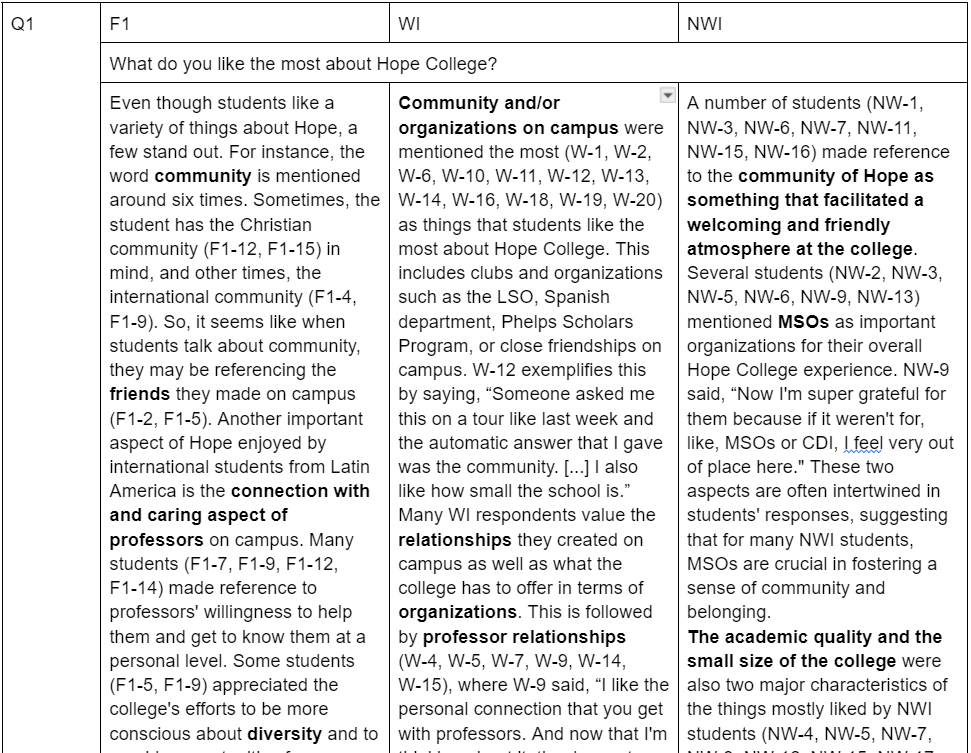 Q1
F1
WI
NWI
What do you like the most about Hope College?
Even though students like a
variety of things about Hope, a
few stand out. For instance, the
word community is mentioned
around six times. Sometimes, the
student has the Christian
community (F1-12, F1-15) in
mind, and other times, the
international community (F1-4,
F1-9). So, it seems like when
students talk about community,
they may be referencing the
friends they made on campus
(F1-2, F1-5). Another important
aspect of Hope enjoyed by
international students from Latin
America is the connection with
and caring aspect of
professors on campus. Many
students (F1-7, F1-9, F1-12,
F1-14) made reference to
professors' willingness to help
them and get to know them at a
personal level. Some students
(F1-5, F1-9) appreciated the
college's efforts to be more
conscious about diversity and to
Community and/or
organizations on campus were
mentioned the most (W-1, W-2,
W-6, W-10, W-11, W-12, W-13,
W-14, W-16, W-18, W-19, W-20)
as things that students like the
most about Hope College. This
includes clubs and organizations
such as the LSO, Spanish
department, Phelps Scholars
Program, or close friendships on
campus. W-12 exemplifies this
by saying, “Someone asked me
this on a tour like last week and
the automatic answer that I gave
was the community. [...] I also
like how small the school is.”
Many WI respondents value the
relationships they created on
campus as well as what the
college has to offer in terms of
organizations. This is followed
by professor relationships
(W-4, W-5, W-7, W-9, W-14,
W-15), where W-9 said, “I like the
personal connection that you get
with professors. And now that I'm
A number of students (NW-1,
NW-3, NW-6, NW-7, NW-11,
NW-15, NW-16) made reference
to the community of Hope as
something that facilitated a
welcoming and friendly
atmosphere at the college.
Several students (NW-2, NW-3,
NW-5, NW-6, NW-9, NW-13)
mentioned MSOs as important
organizations for their overall
Hope College experience. NW-9
said, “Now I'm super grateful for
them because if it weren't for,
like, MSOs or CDI, I feel very out
of place here." These two
aspects are often intertwined in
students' responses, suggesting
that for many NWI students,
MSOs are crucial in fostering a
sense of community and
belonging.
The academic quality and the
small size of the college were
also two major characteristics of
the things mostly liked by NWI
students (NW-4, NW-5, NW-7,